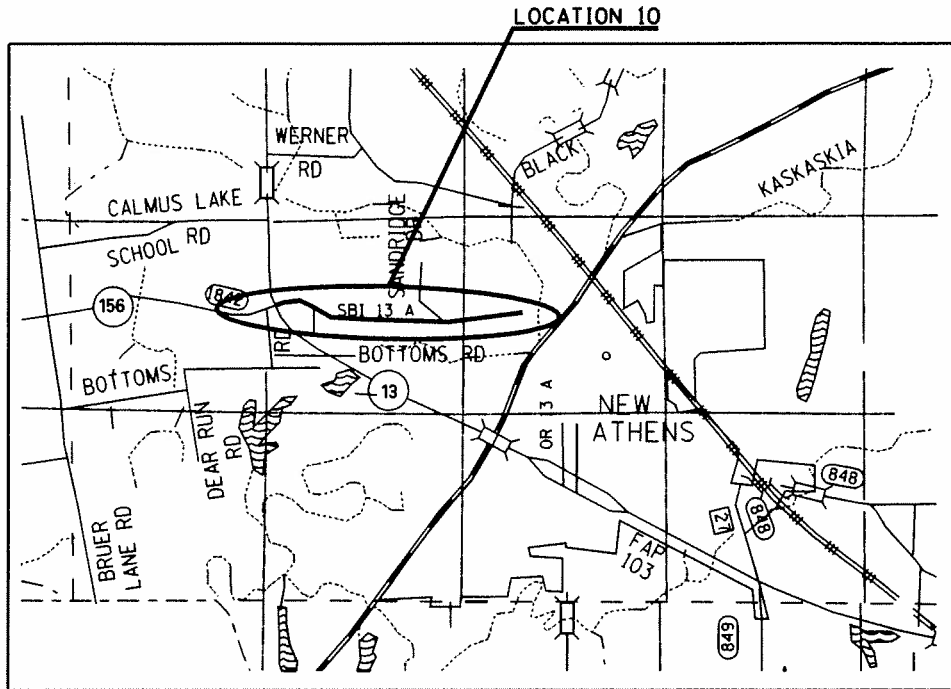 LOCATION 10
WERNER
RD
BLACK
KASKASKIA
CALMUS LAKE
SCHOOL RD
SANDRIDGE
156
842
SBI 13 A
RD
BOTTOMS RD
BOTTOMS
13
DEAR RUN
RD
OR 13 A
NEW
ATHENS
848
848
27
BRUER
LANE RD
FAP
103
849